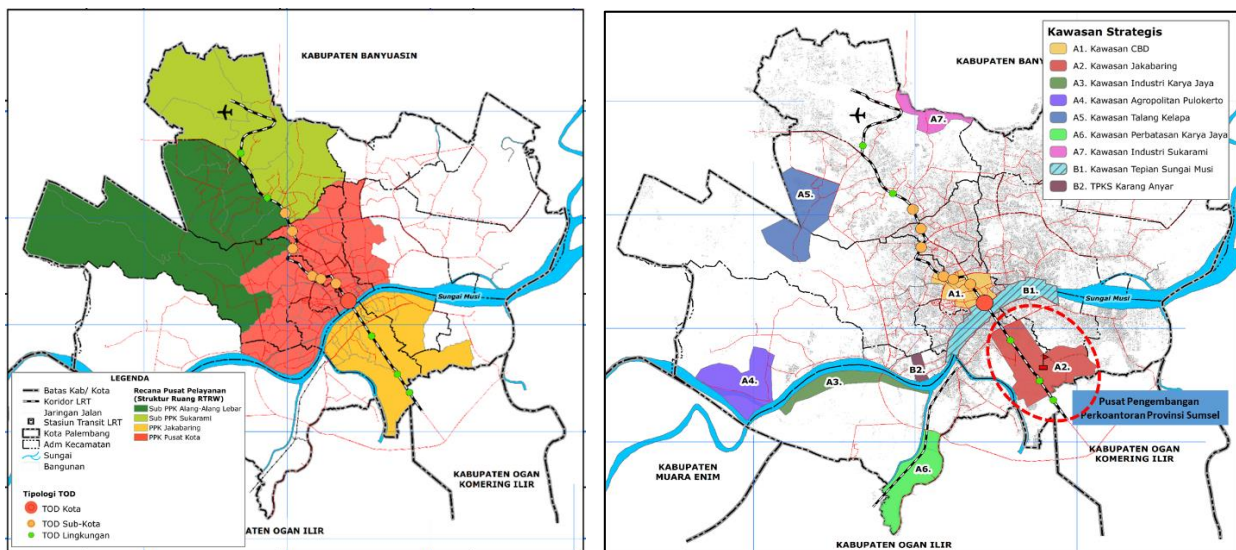 KABUPATEN BANYUASIN
Sungai Musi
LEGENDA
Batas Kab/ Kota
Koridor LRT
Jaringan Jalan
Stasiun Transit LRT
Kota Palembang
Adm Kecamatan
Sungai
Bangunan
Recana Pusat Pelayanan
(Struktur Ruang RTRW)
Sub PPK Alang-Alang Lebar
Sub PPK Sukarami
PPK Jakabaring
PPK Pusat Kota
Tipologi TOD
TOD Kota
TOD Sub-Kota
TOD Lingkungan
KABUPATEN OGAN
KOMERING ILIR
PATEN OGAN ILIR
Kawasan Strategis
A1. Kawasan CBD
A2. Kawasan Jakabaring
A3. Kawasan Industri Karya Jaya
A4. Kawasan Agropolitan Pulokerto
A5. Kawasan Talang Kelapa
A6. Kawasan Perbatasan Karya Jaya
A7. Kawasan Industri Sukarami
B1. Kawasan Tepian Sungai Musi
B2. TPKS Karang Anyar
KABUPATEN BANY
A7.
A5.
A1.
B1.
Sungai Musi
A2.
B2.
A3.
A4.
A6.
Pusat Pengembangan
Perkoantoran Provinsi Sumsel
KABUPATEN OGAN
KOMERING ILIR
KABUPATEN
MUARA ENIM
KABUPATEN OGAN ILIR